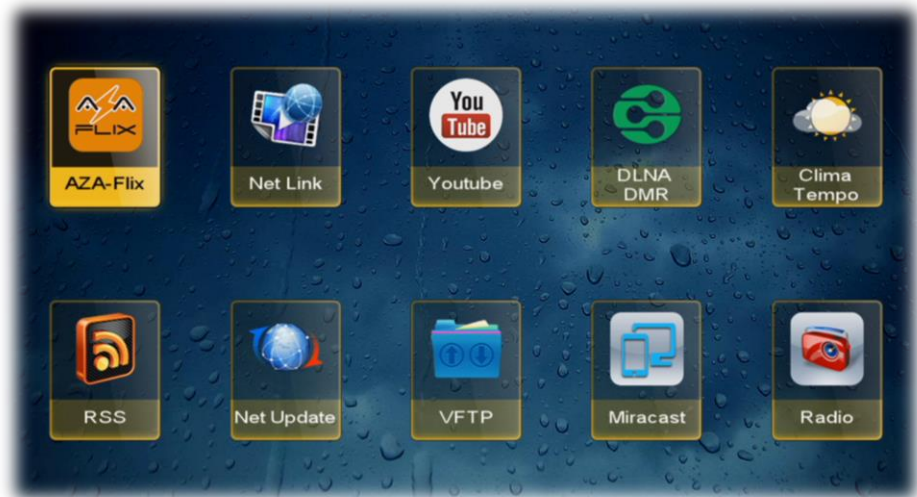 AZA
FLIX
AZA-Flix
Net Link
You
Tube
Youtube
DLNA
DMR
Clima
Tempo
RSS
Net Update
VFTP
Miracast
Radio